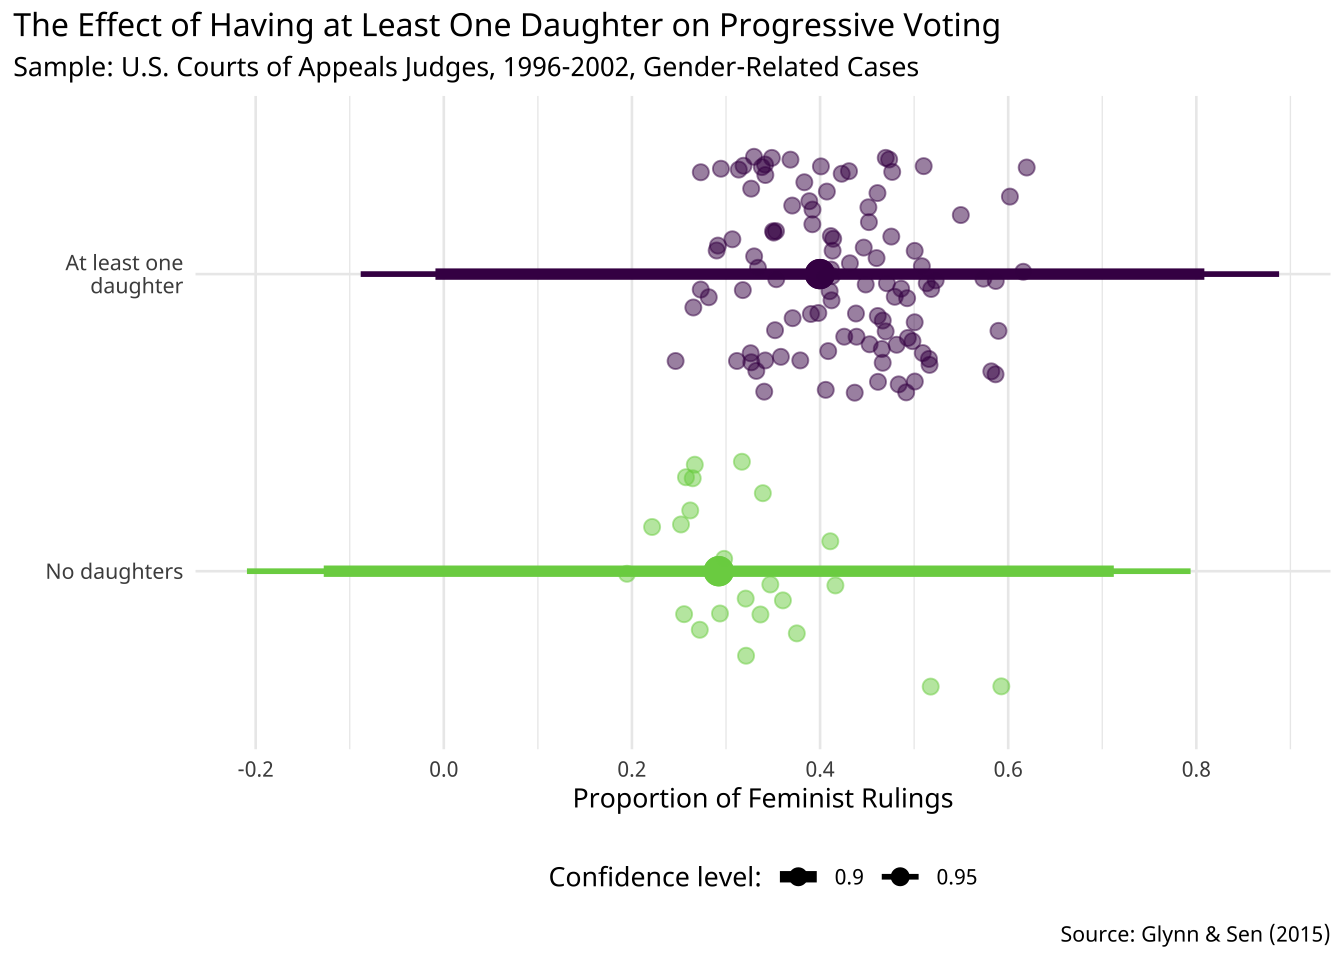 The Effect of Having at Least One Daughter on Progressive Voting
Sample: U.S. Courts of Appeals Judges, 1996-2002, Gender-Related Cases
At least one
daughter
No daughters
-0.2 0.0 0.2 0.4 0.6 0.8
Proportion of Feminist Rulings
Confidence level: 0.9 0.95
Source: Glynn & Sen (2015)